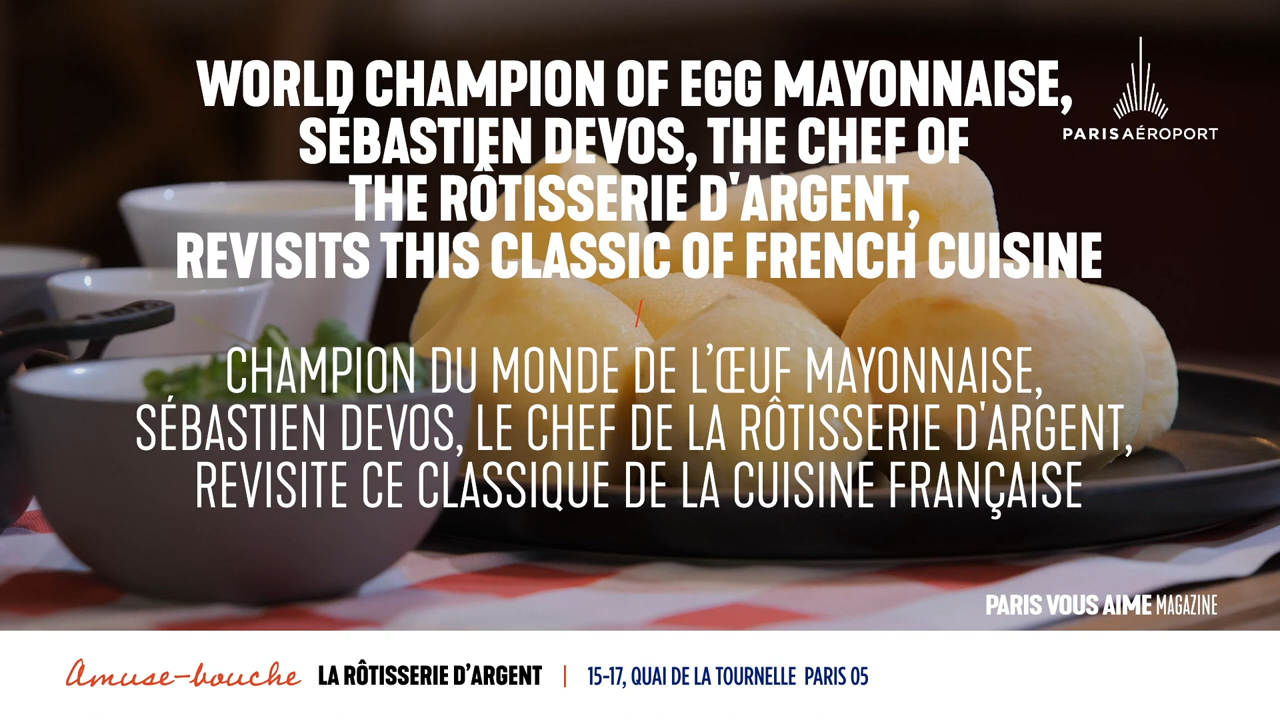 WORLD CHAMPION OF EGG MAYONNAISE,
SÉBASTIEN DEVOS, THE CHEF OF
THE RÔTISSERIE D'ARGENT,
REVISITS THIS CLASSIC OF FRENCH CUISINE
/
CHAMPION DU MONDE DE L’ŒUF MAYONNAISE,
SÉBASTIEN DEVOS, LE CHEF DE LA RÔTISSERIE D'ARGENT,
REVISITE CE CLASSIQUE DE LA CUISINE FRANÇAISE
PARISAÉROPORT
PARIS VOUS AIME MAGAZINE
Amuse-bouche LA RÔTISSERIE D’ARGENT | 15-17, QUAI DE LA TOURNELLE PARIS 05